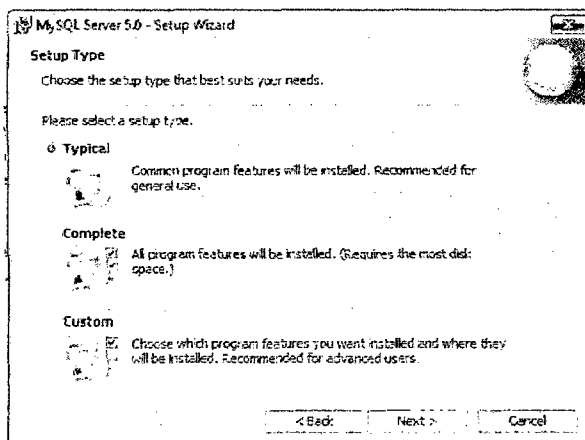 MySQL Server 5.0 - Setup Wizard
Setup Type
Choose the setup type that best suits your needs.
Please select a setup type.
Typical
Common program features will be installed. Recommended for
general use.
Complete
All program features will be installed. (Requires the most disk
space.)
Custom
Choose which program features you want installed and where they
will be installed. Recommended for advanced users.
< Back
Next >
Cancel